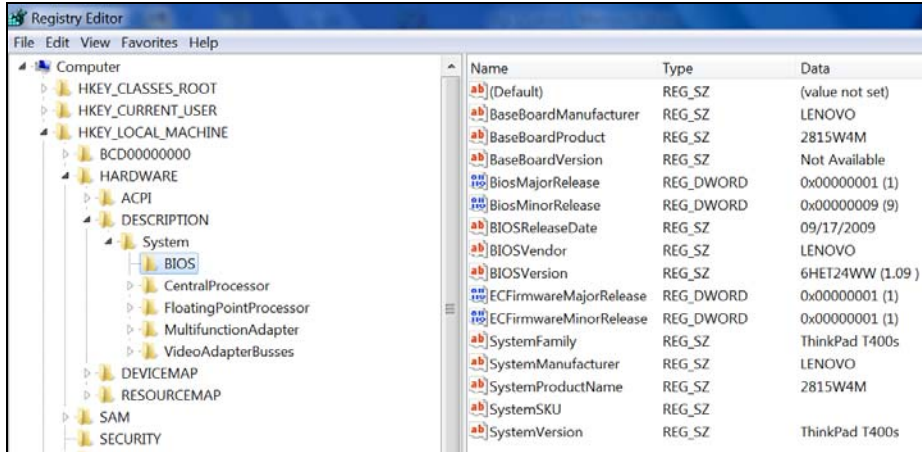 Registry Editor
File Edit View Favorites Help
Computer
HKEY_CLASSES_ROOT
HKEY_CURRENT_USER
HKEY_LOCAL_MACHINE
BCD00000000
HARDWARE
ACPI
DESCRIPTION
System
BIOS
CentralProcessor
FloatingPointProcessor
MultifunctionAdapter
VideoAdapterBusses
DEVICEMAP
RESOURCEMAP
SAM
SECURITY
Name Type Data
(Default) REG_SZ (value not set)
BaseBoardManufacturer REG_SZ LENOVO
BaseBoardProduct REG_SZ 2815W4M
BaseBoardVersion REG_SZ Not Available
BiosMajorRelease REG_DWORD 0x00000001 (1)
BiosMinorRelease REG_DWORD 0x00000009 (9)
BIOSReleaseDate REG_SZ 09/17/2009
BIOSVendor REG_SZ LENOVO
BIOSVersion REG_SZ 6HET24WW (1.09 )
ECFirmwareMajorRelease REG_DWORD 0x00000001 (1)
ECFirmwareMinorRelease REG_DWORD 0x00000001 (1)
SystemFamily REG_SZ ThinkPad T400s
SystemManufacturer REG_SZ LENOVO
SystemProductName REG_SZ 2815W4M
SystemSKU REG_SZ
SystemVersion REG_SZ ThinkPad T400s